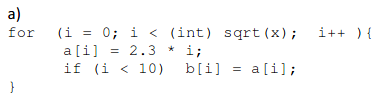 a)
for (i = 0; i < (int) sqrt(x); i++ ){
a[i] = 2.3 * i;
if (i < 10) b[i] = a[i];
}